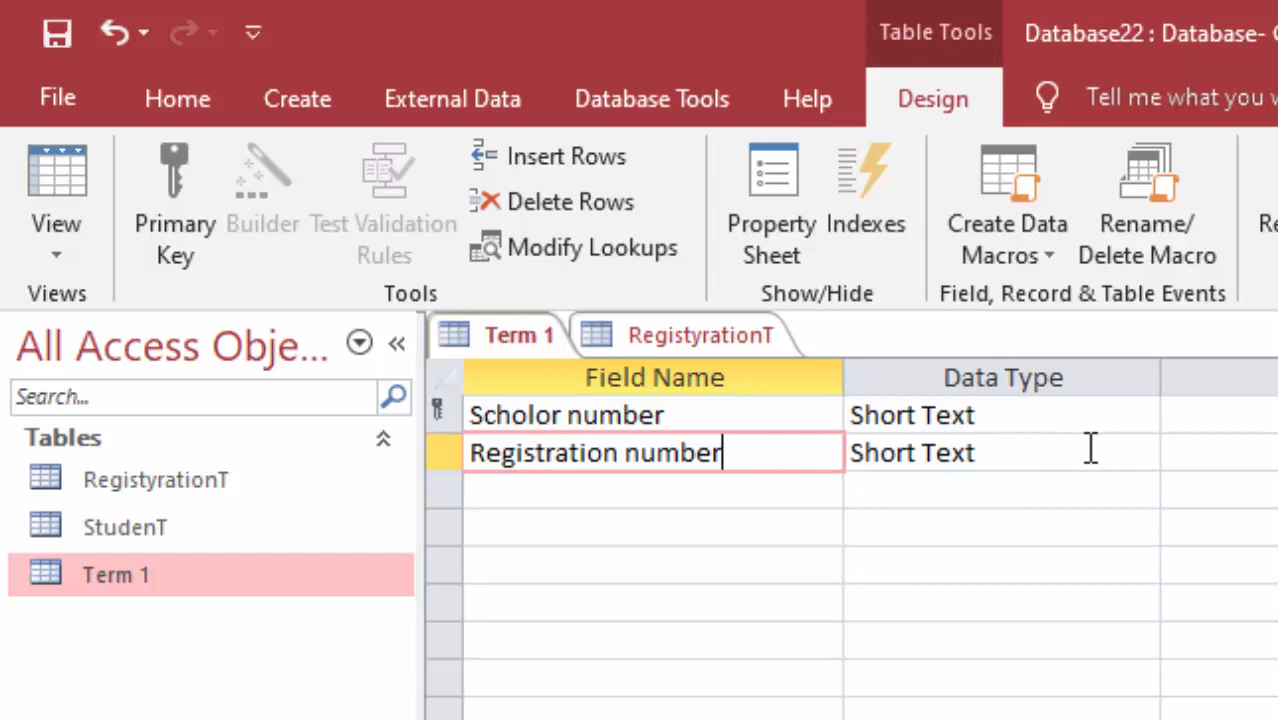 Table Tools
Database22 : Database-
File
Home
Create
External Data
Database Tools
Help
Design
Tell me what you
View
Primary Key
Builder
Test Validation Rules
Insert Rows
Delete Rows
Modify Lookups
Property Sheet
Indexes
Create Data Macros
Rename/ Delete Macro
Views
Tools
Show/Hide
Field, Record & Table Events
All Access Obje...
Search...
Tables
RegistyrationT
StudenT
Term 1
Term 1
RegistyrationT
Field Name
Data Type
Scholor number
Short Text
Registration number
Short Text